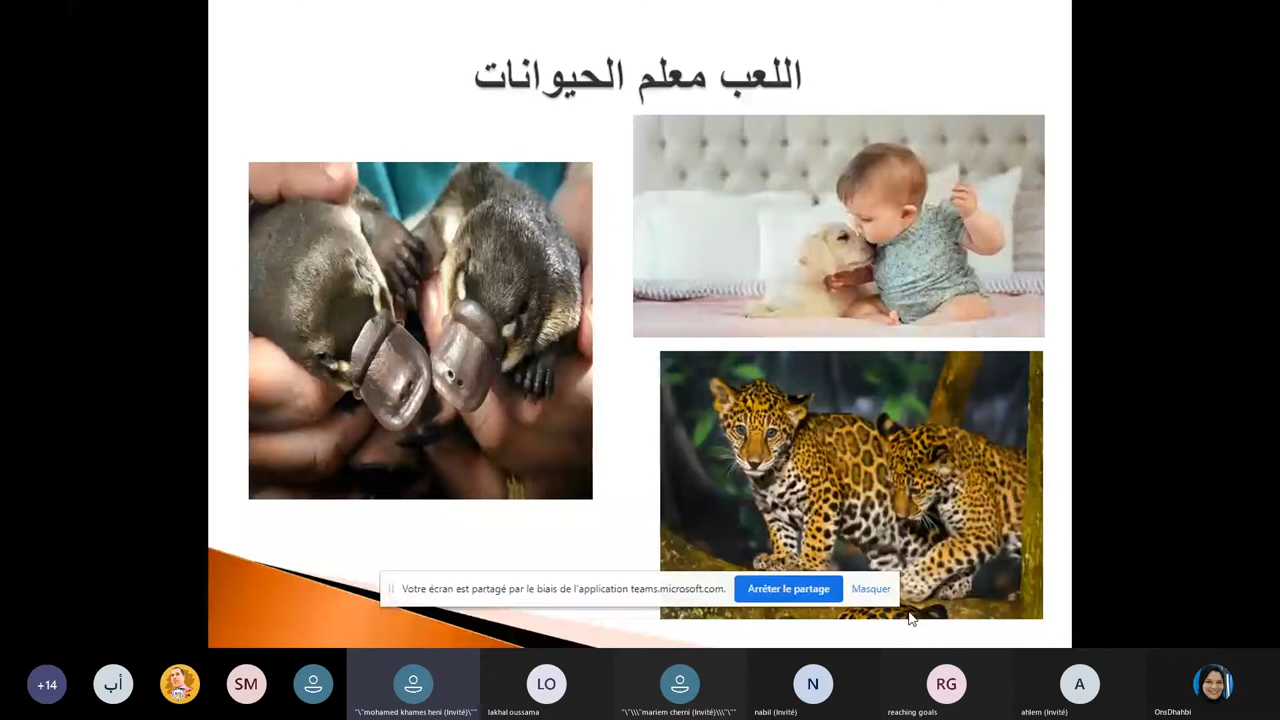 اللعب معلم الحيوانات
Votre écran est partagé par le biais de l'application teams.microsoft.com.
Arrêter le partage
Masquer
+14
أب
SM
LO
N
RG
A
"\"mohamed khames heni (Invité)\""
lakhal oussama
"\"\\"mariem cherni (Invité)\\"\""
nabil (Invité)
reaching goals
ahlem (Invité)
OnsDhahbi